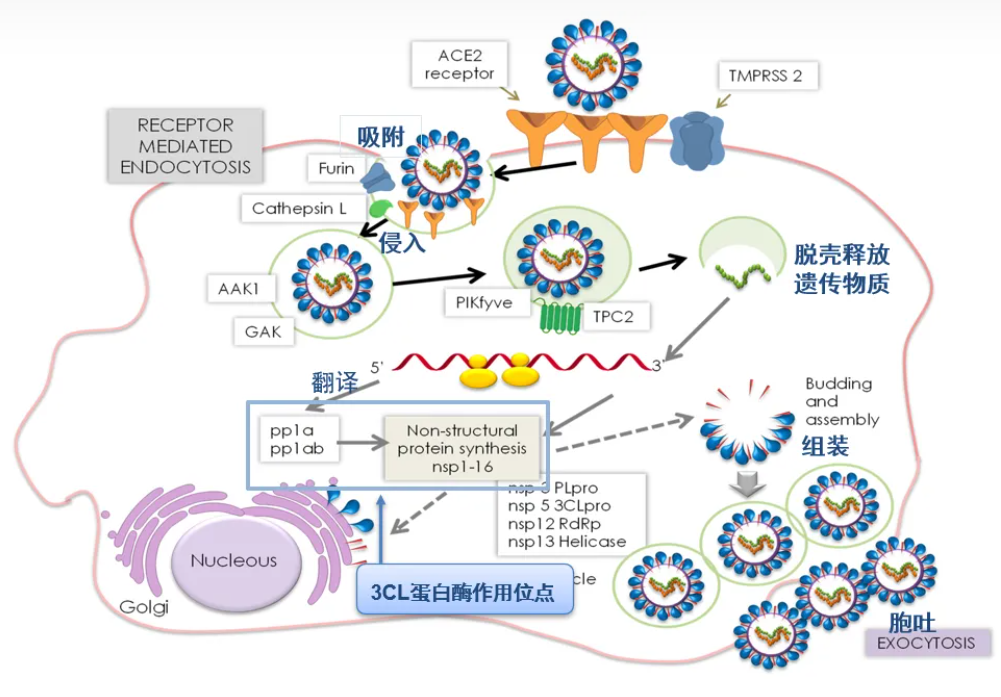 ACE2
receptor
TMPRSS 2
RECEPTOR
MEDIATED
ENDOCYTOSIS
吸附
Furin
Cathepsin L
侵入
AAK1
GAK
PIKfyve
TPC2
脱壳释放
遗传物质
5'
3'
翻译
pp1a
pp1ab
Non-structural
protein synthesis
nsp1-16
Budding
and
assembly
组装
PLpro
nsp 5 3CLpro
nsp12 RdRp
nsp13 Helicase
Nucleous
Golgi
3CL蛋白酶作用位点
胞吐
EXOCYTOSIS